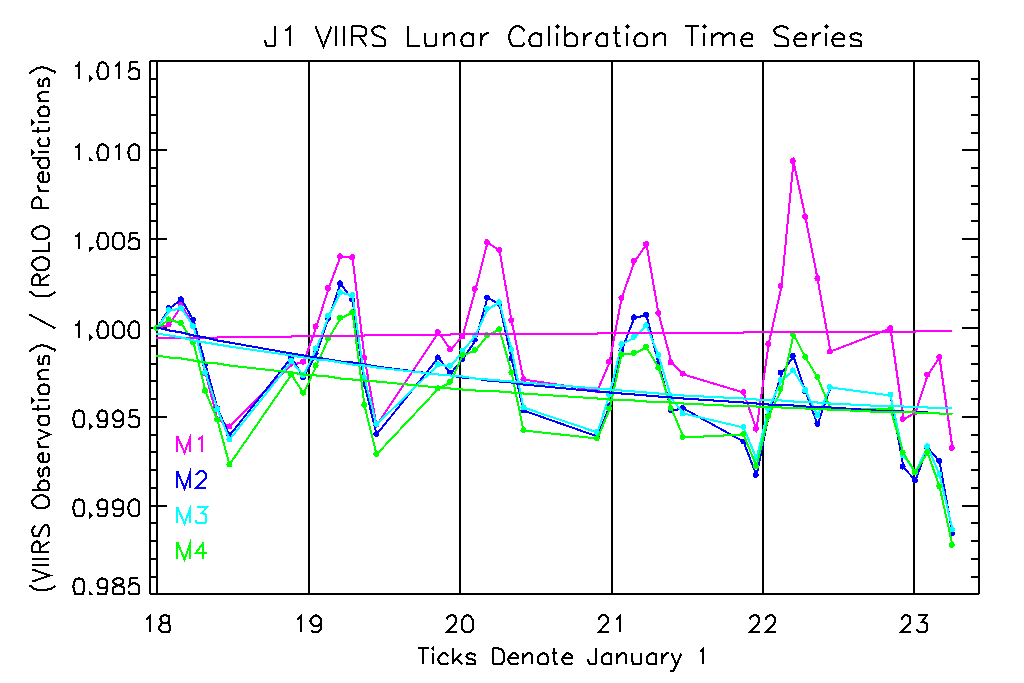 J1 VIIRS Lunar Calibration Time Series
(VIIRS Observations) / (ROLO Predictions)
1.015
1.010
1.005
1.000
0.995
0.990
0.985
M1
M2
M3
M4
18 19 20 21 22 23
Ticks Denote January 1